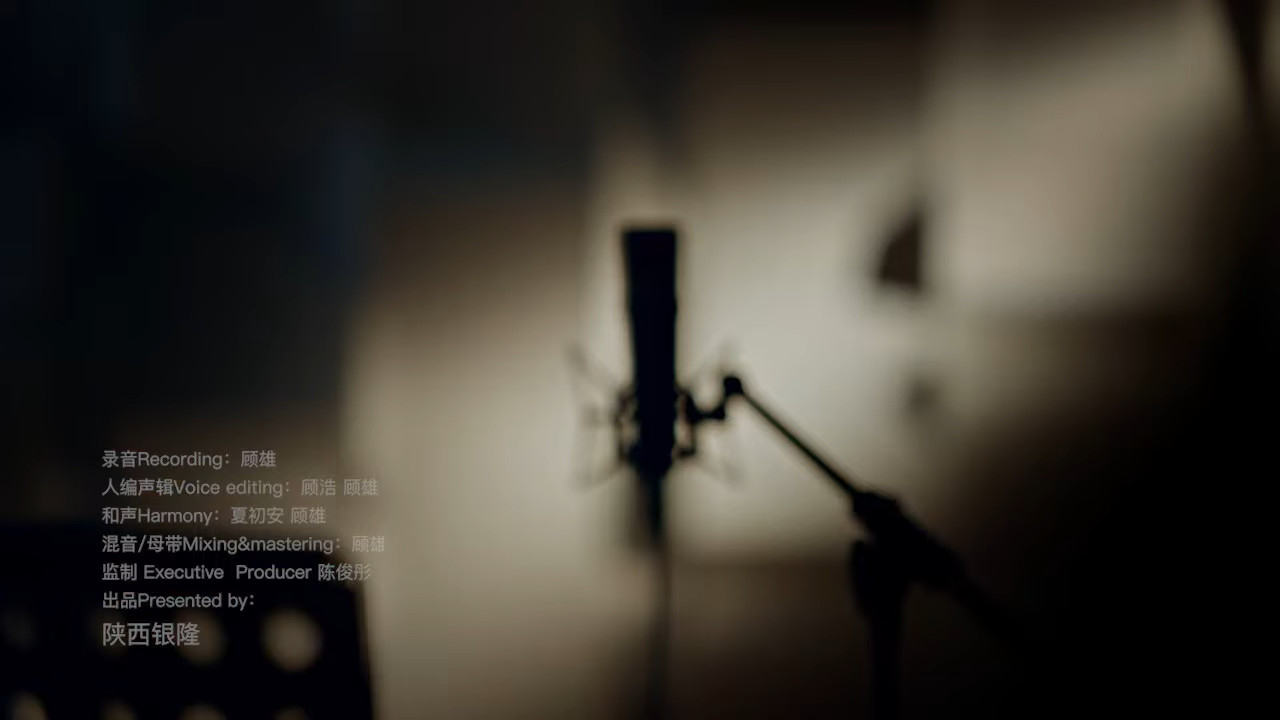 录音Recording：顾雄
人编声辑Voice editing：顾浩 顾雄
和声Harmony：夏初安 顾雄
混音/母带Mixing&mastering：顾雄
监制 Executive  Producer 陈俊彤
出品Presented by：
陕西银隆